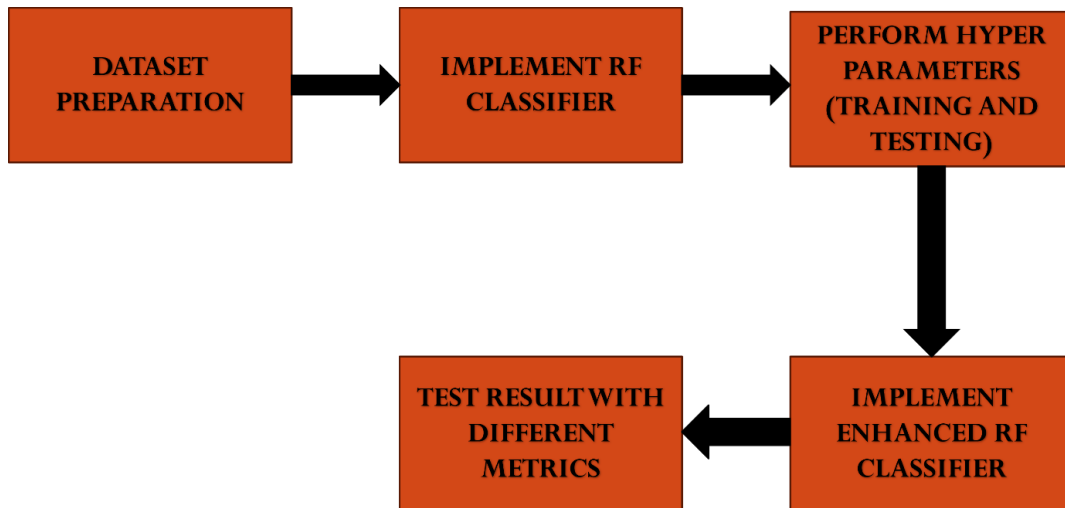 DATASET
PREPARATION
IMPLEMENT RF
CLASSIFIER
PERFORM HYPER
PARAMETERS
(TRAINING AND
TESTING)
IMPLEMENT
ENHANCED RF
CLASSIFIER
TEST RESULT WITH
DIFFERENT
METRICS